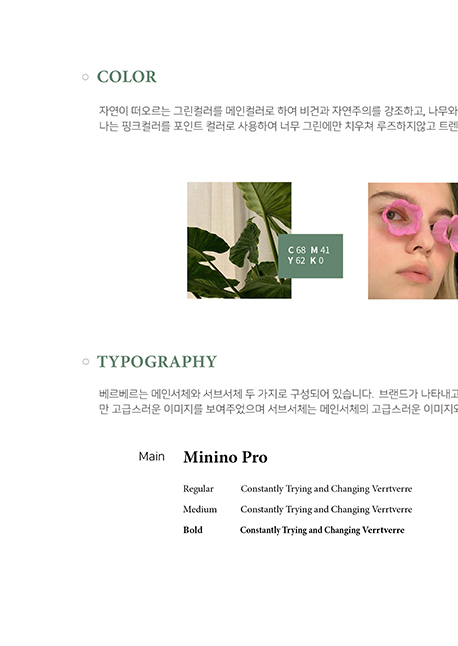 COLOR
자연이 떠오르는 그린컬러를 메인컬러로 하여 비건과 자연주의를 강조하고, 나무와
나는 핑크컬러를 포인트 컬러로 사용하여 너무 그린에만 치우쳐 루즈하지않고 트렌
C 68 M 41
Y 62 K 0
TYPOGRAPHY
베르베르는 메인서체와 서브서체 두 가지로 구성되어 있습니다. 브랜드가 나타내고
만 고급스러운 이미지를 보여주었으며 서브서체는 메인서체의 고급스러운 이미지와
Main Minino Pro
Regular Constantly Trying and Changing Verrtverre
Medium Constantly Trying and Changing Verrtverre
Bold Constantly Trying and Changing Verrtverre